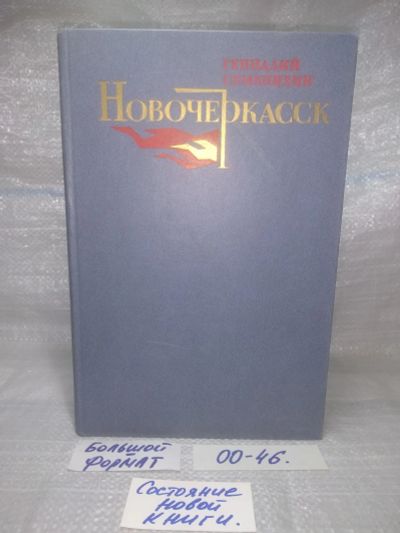 ГЕННАДИЙ
СЕМЕНИХИН
НОВОЧЕРКАССК
БОЛЬШОЙ
ФОРМАТ
00-46.
Состояние
новой
книги.